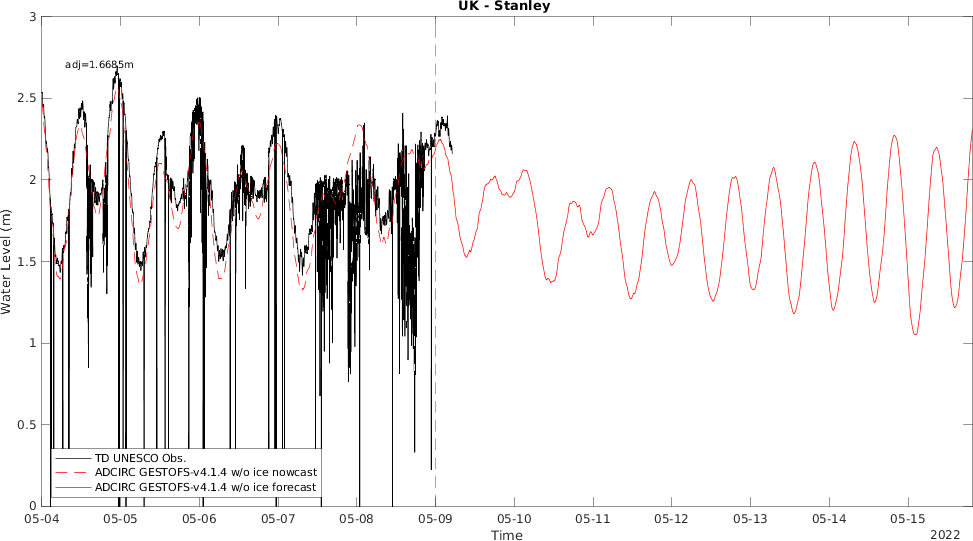 UK - Stanley
adj=1.6685m
3
2.5
2
1.5
1
0.5
0
Water Level (m)
TD UNESCO Obs.
ADCIRC GESTOFS-v4.1.4 w/o ice nowcast
ADCIRC GESTOFS-v4.1.4 w/o ice forecast
05-04 05-05 05-06 05-07 05-08 05-09 05-10 05-11 05-12 05-13 05-14 05-15
Time
2022